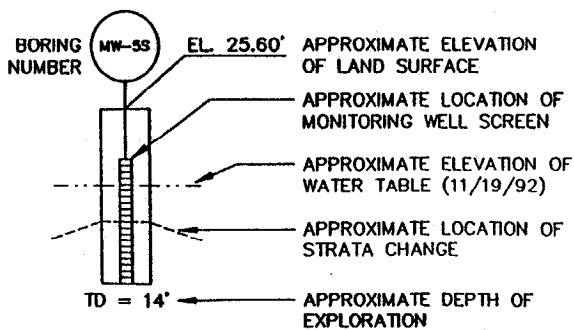 BORING NUMBER
MW-5S
EL. 25.60'
APPROXIMATE ELEVATION
OF LAND SURFACE
APPROXIMATE LOCATION OF
MONITORING WELL SCREEN
APPROXIMATE ELEVATION OF
WATER TABLE (11/19/92)
APPROXIMATE LOCATION OF
STRATA CHANGE
TD = 14'
APPROXIMATE DEPTH OF
EXPLORATION